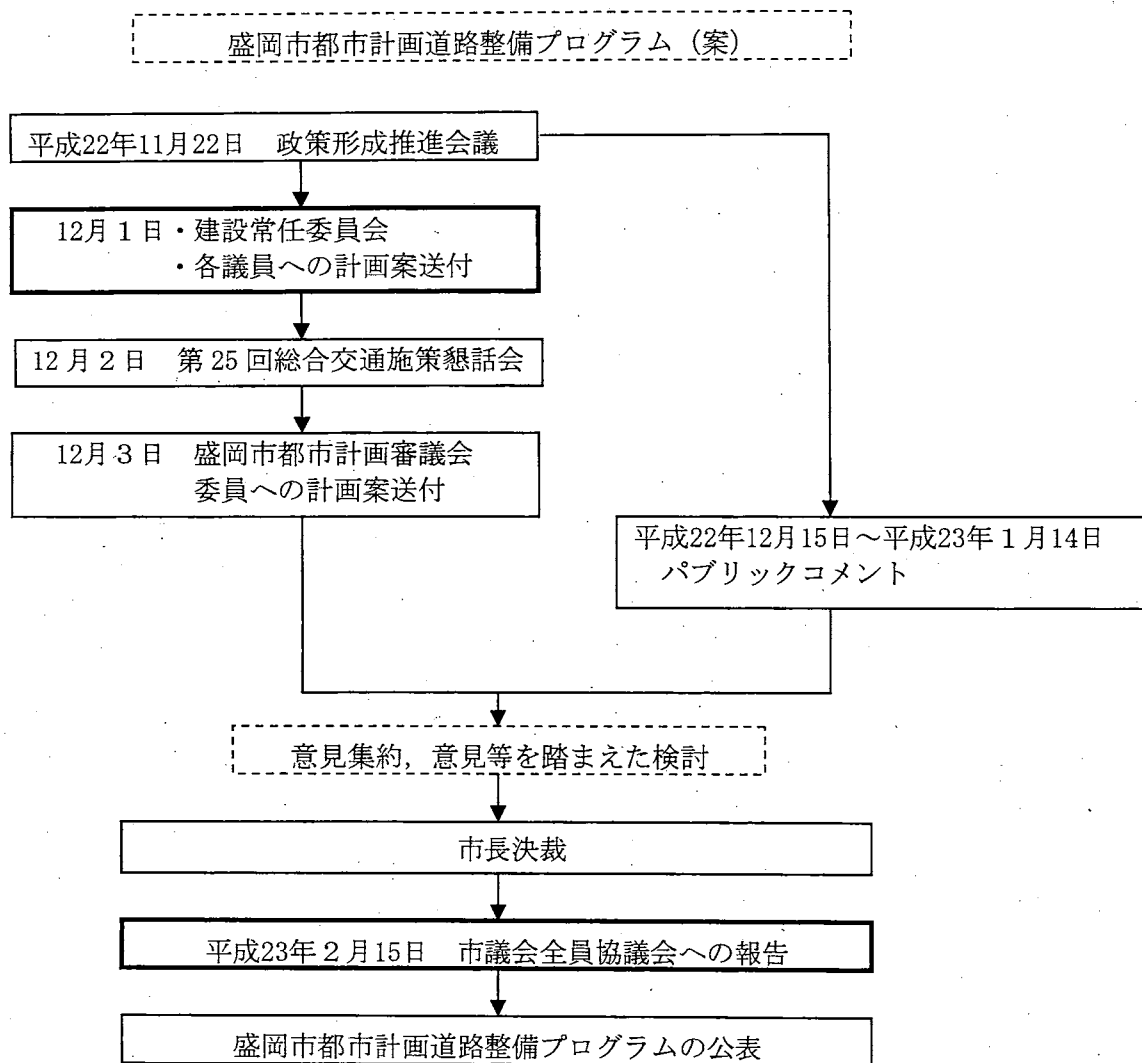 盛岡市都市計画道路整備プログラム（案）
平成22年11月22日　政策形成推進会議
12月１日・建設常任委員会
・各議員への計画案送付
12月２日　第25回総合交通施策懇話会
12月３日　盛岡市都市計画審議会
委員への計画案送付
平成22年12月15日～平成23年１月14日
パブリックコメント
意見集約，意見等を踏まえた検討
市長決裁
平成23年２月15日　市議会全員協議会への報告
盛岡市都市計画道路整備プログラムの公表